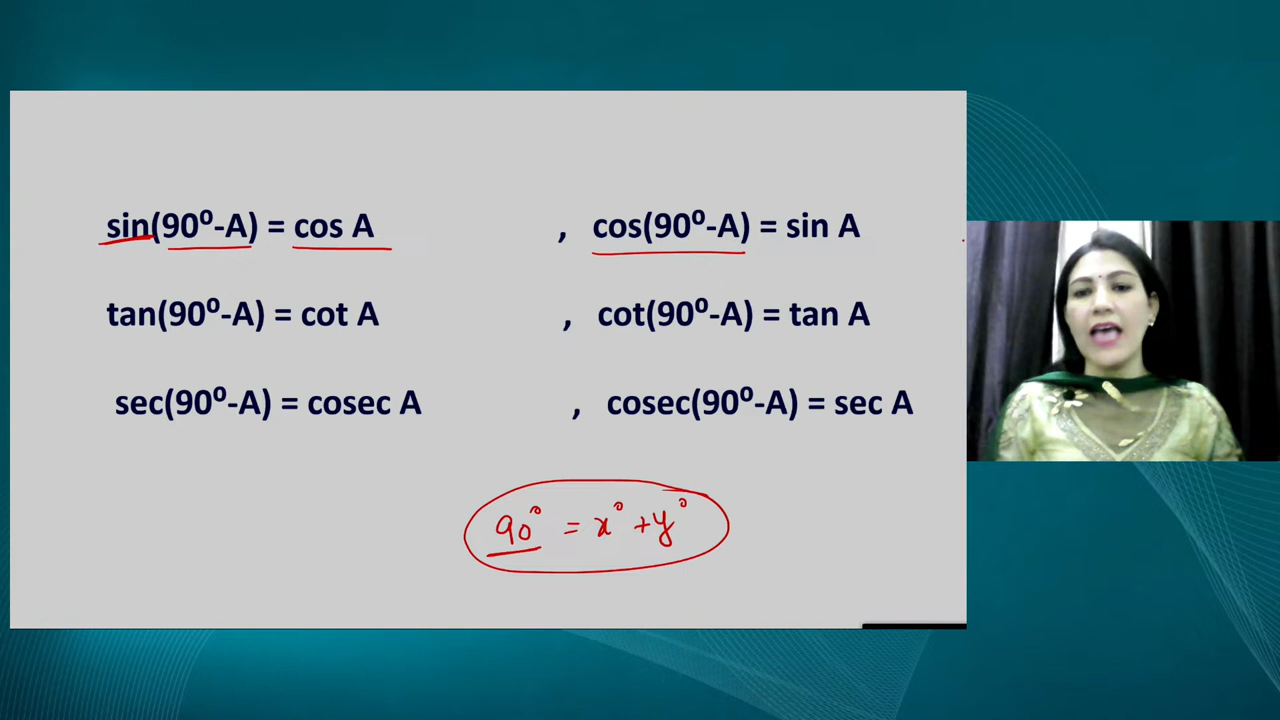 sin(90⁰-A) = cos A , cos(90⁰-A) = sin A
tan(90⁰-A) = cot A , cot(90⁰-A) = tan A
sec(90⁰-A) = cosec A , cosec(90⁰-A) = sec A
90° = x° + y°